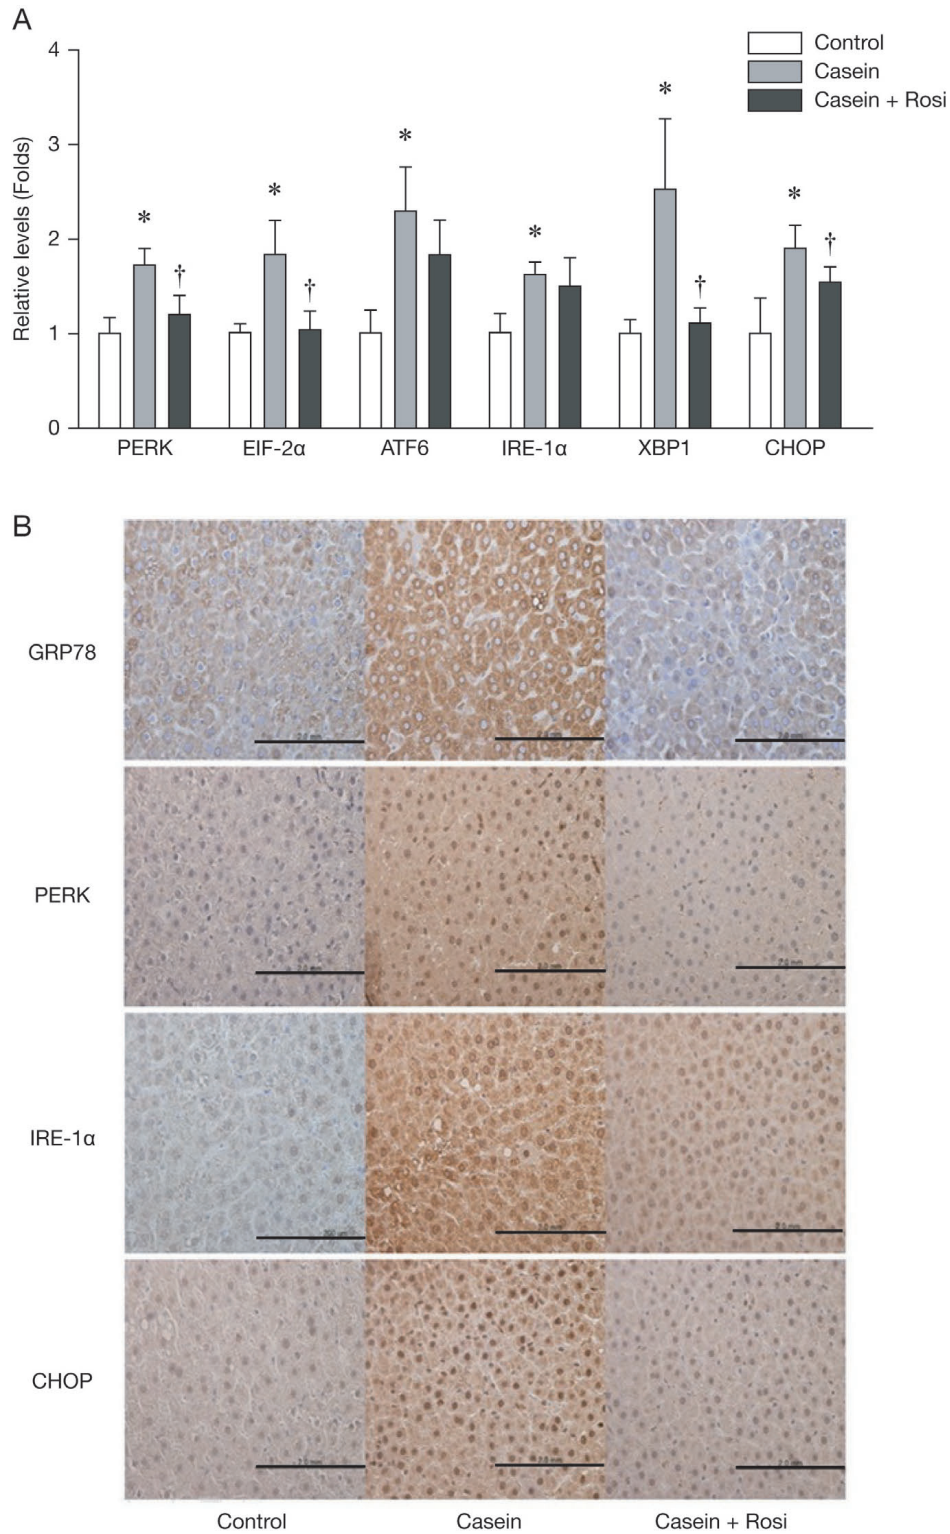 A
4
3
2
1
0
Relative levels (Folds)
Control
Casein
Casein + Rosi
*
†
*
†
*
*
*
†
*
†
PERK
EIF-2α
ATF6
IRE-1α
XBP1
CHOP
B
GRP78
PERK
IRE-1α
CHOP
Control
Casein
Casein + Rosi